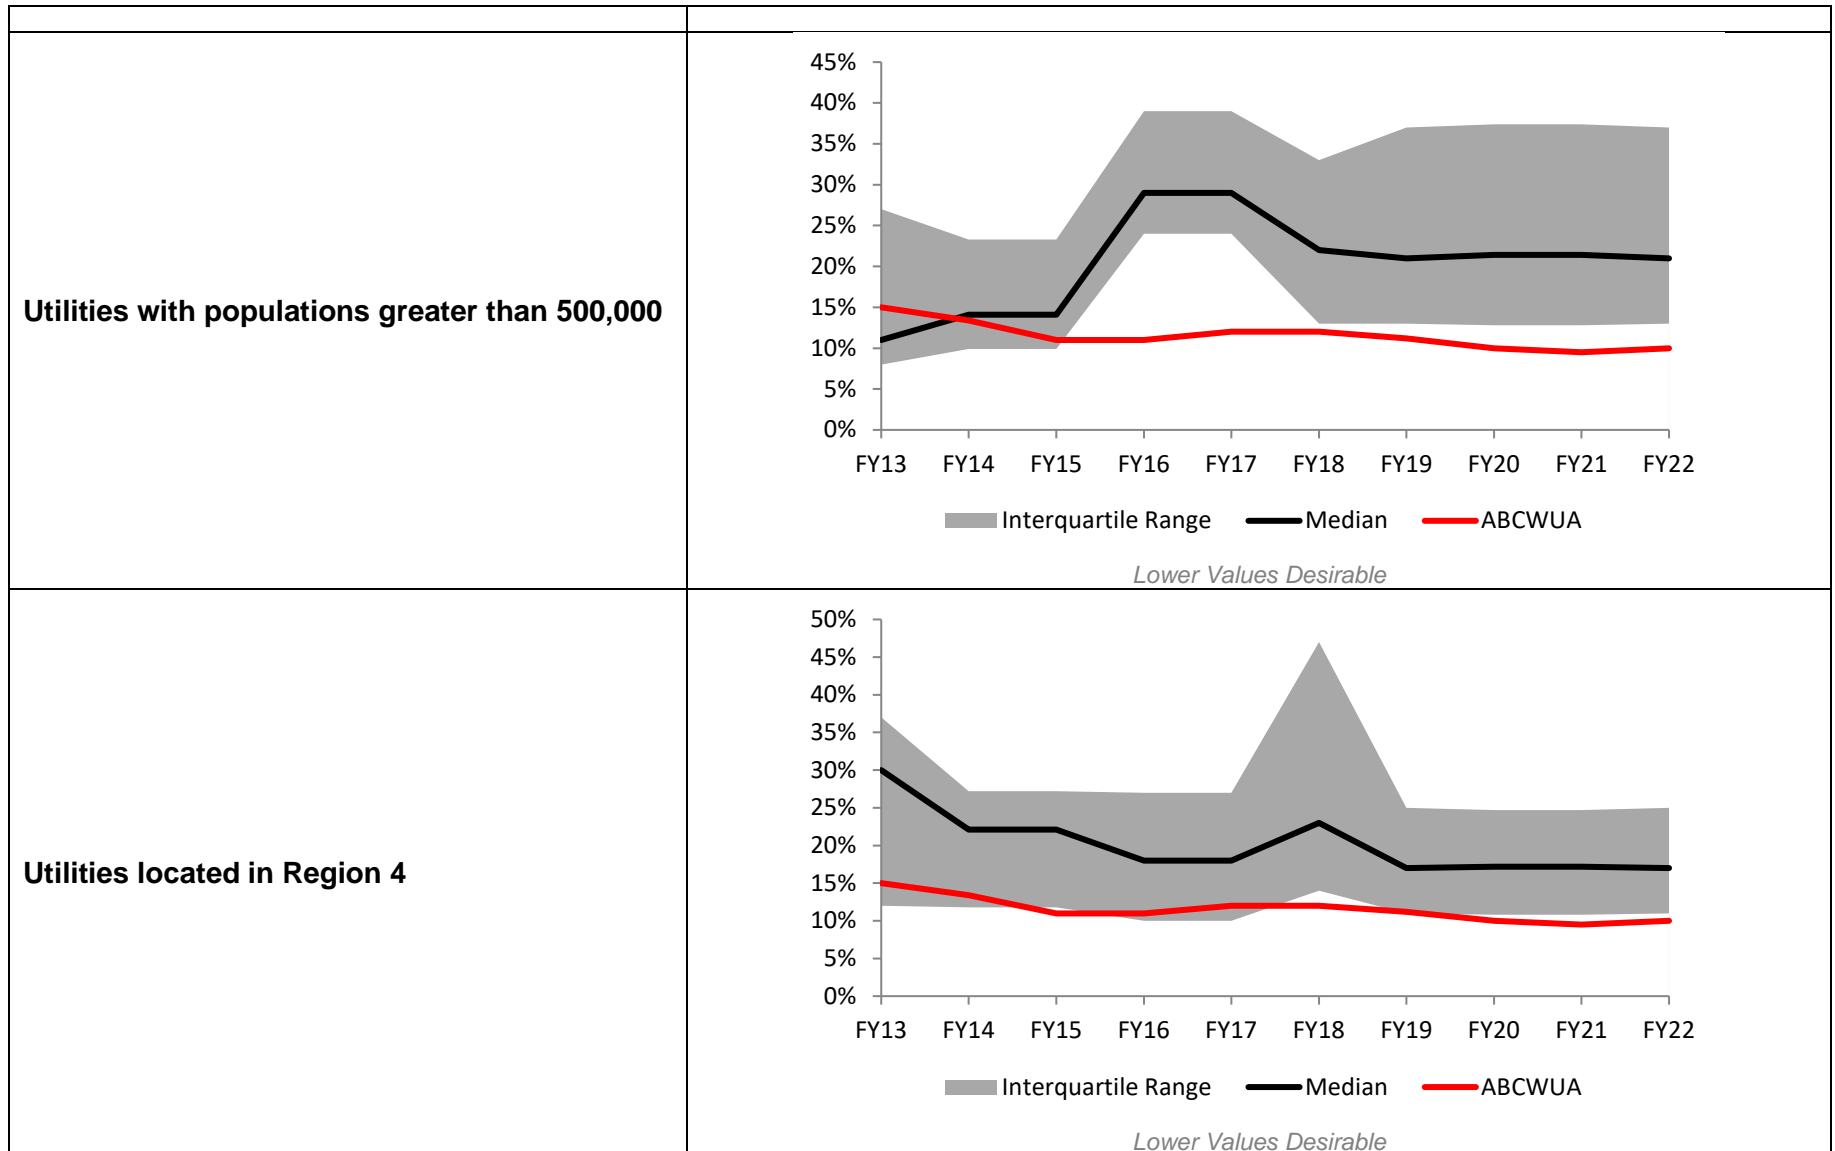 45%
40%
35%
30%
25%
20%
15%
10%
5%
0%
FY13 FY14 FY15 FY16 FY17 FY18 FY19 FY20 FY21 FY22
Utilities with populations greater than 500,000
Interquartile Range Median ABCWUA
Lower Values Desirable
50%
45%
40%
35%
30%
25%
20%
15%
10%
5%
0%
FY13 FY14 FY15 FY16 FY17 FY18 FY19 FY20 FY21 FY22
Utilities located in Region 4
Interquartile Range Median ABCWUA
Lower Values Desirable